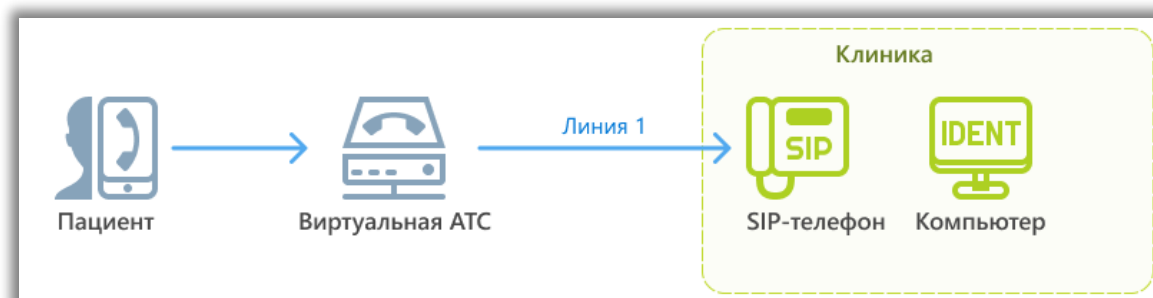 Клиника
Линия 1
SIP
IDENT
Пациент
Виртуальная АТС
SIP-телефон
Компьютер